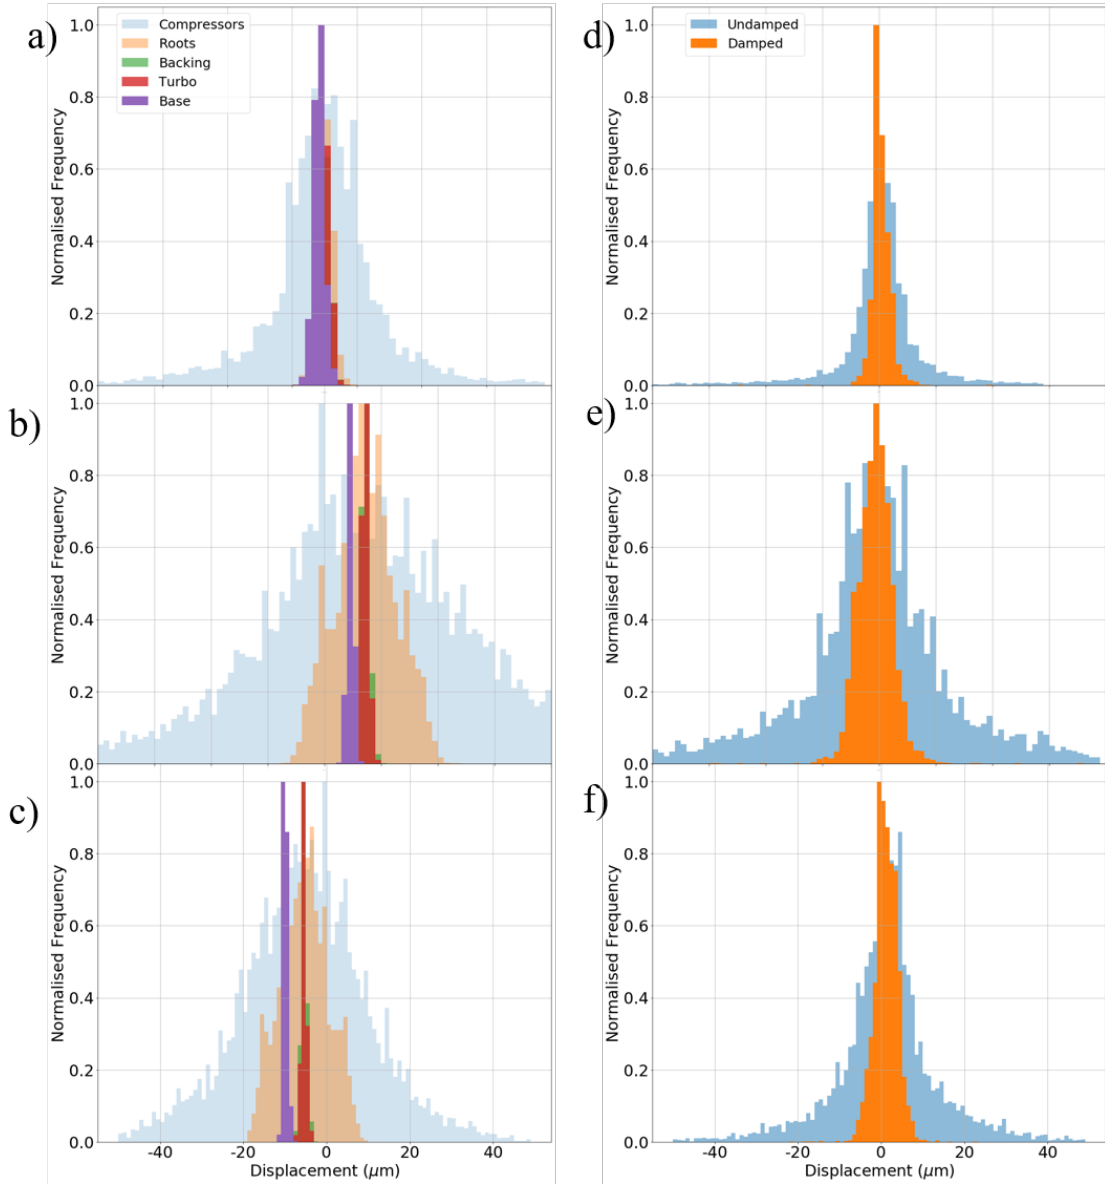 a)
Compressors
Roots
Backing
Turbo
Base
1.0
0.8
0.6
0.4
0.2
0.0
Normalised Frequency
d)
Undamped
Damped
1.0
0.8
0.6
0.4
0.2
0.0
Normalised Frequency
b)
1.0
0.8
0.6
0.4
0.2
0.0
Normalised Frequency
e)
1.0
0.8
0.6
0.4
0.2
0.0
Normalised Frequency
c)
1.0
0.8
0.6
0.4
0.2
0.0
Normalised Frequency
-40 -20 0 20 40
Displacement (μm)
f)
1.0
0.8
0.6
0.4
0.2
0.0
Normalised Frequency
-40 -20 0 20 40
Displacement (μm)